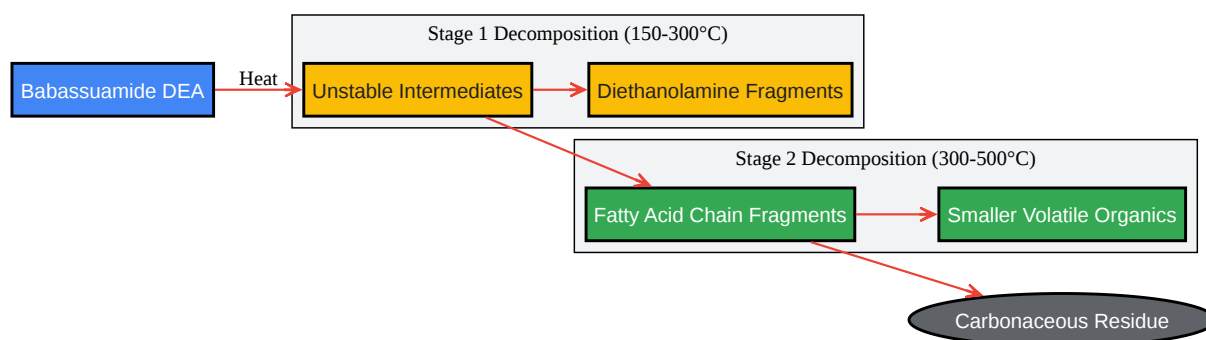 Stage 1 Decomposition (150-300°C)
Babassuamide DEA
Heat
Unstable Intermediates
Diethanolamine Fragments
Stage 2 Decomposition (300-500°C)
Fatty Acid Chain Fragments
Smaller Volatile Organics
Carbonaceous Residue